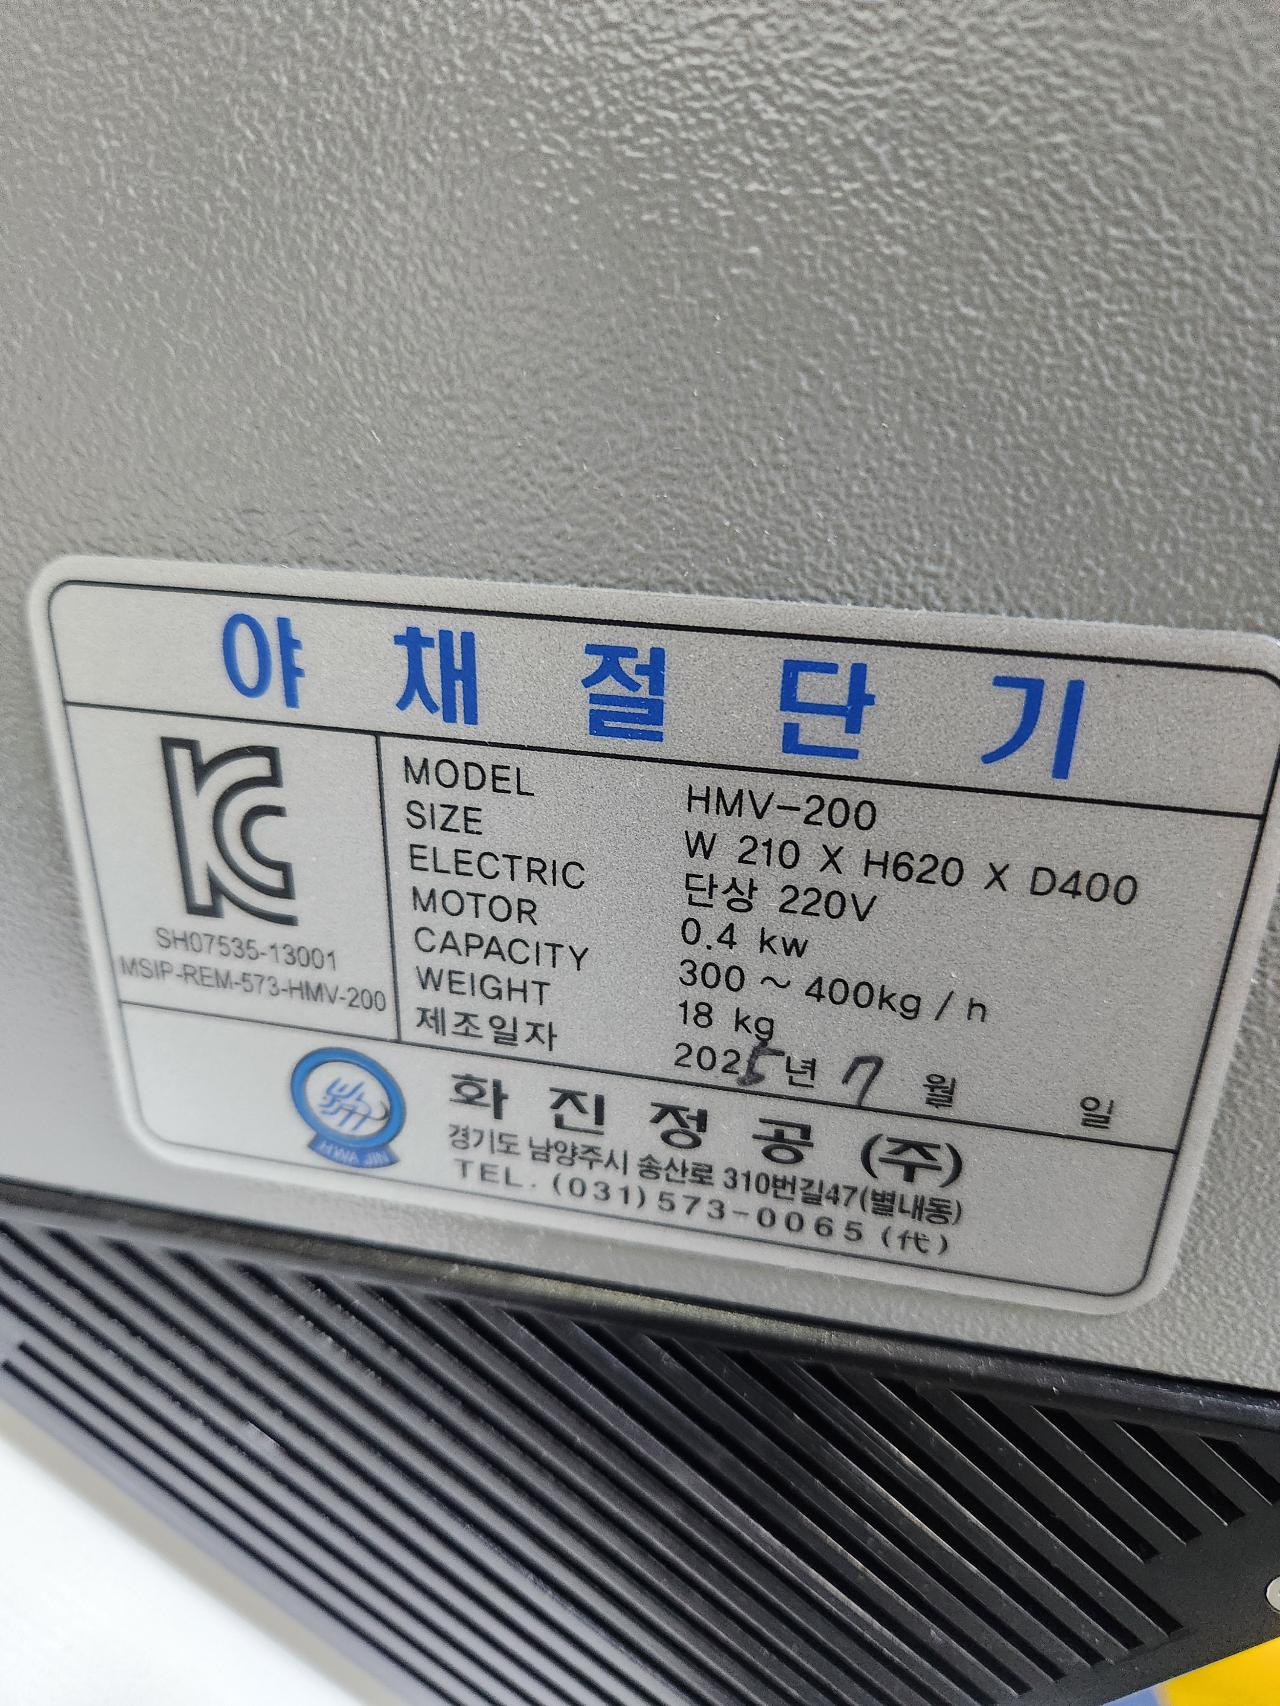 야채절단기
MODEL HMV-200
SIZE W 210 X H620 X D400
ELECTRIC 단상 220V
MOTOR 0.4 kw
CAPACITY 300 ~ 400kg / h
WEIGHT 18 kg
제조일자 2025년 7 월 일
SH07535-13001
MSIP-REM-573-HMV-200
화진정공 (주)
경기도 남양주시 송산로 310번길47(별내동)
TEL. (031)573-0065 (代)